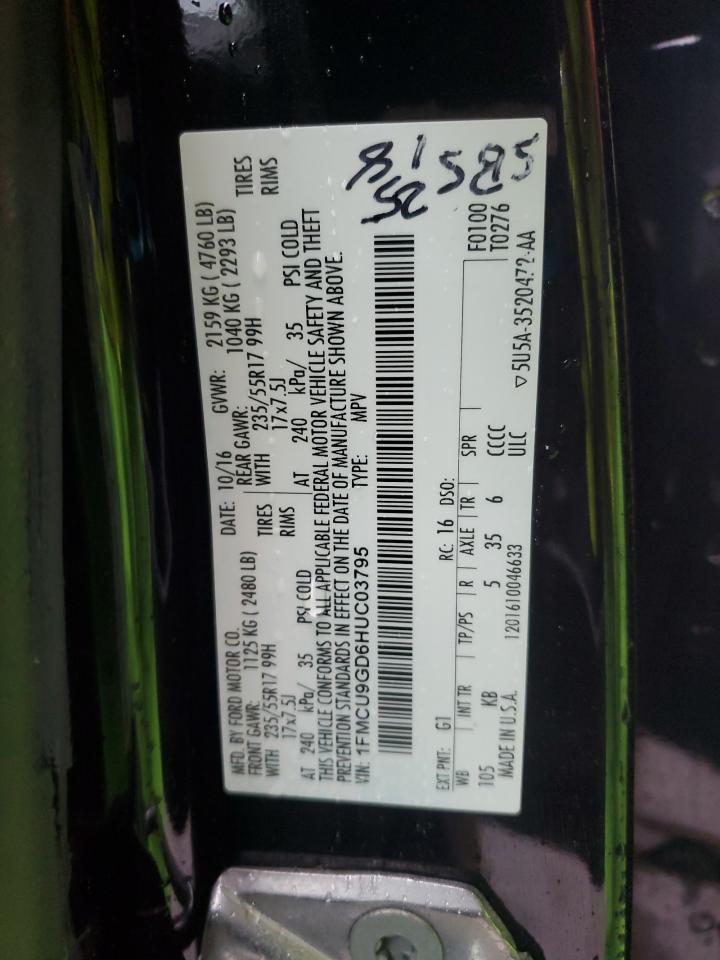 MFD. BY FORD MOTOR CO.
DATE: 10/16 GVWR: 2159 KG ( 4760 LB)
FRONT GAWR: 1125 KG ( 2480 LB)
REAR GAWR: 1040 KG ( 2293 LB)
WITH 235/55R17 99H TIRES
WITH 235/55R17 99H TIRES
17x7.5J RIMS
17x7.5J RIMS
AT 240 kPa/ 35 PSI COLD
AT 240 kPa/ 35 PSI COLD
THIS VEHICLE CONFORMS TO ALL APPLICABLE FEDERAL MOTOR VEHICLE SAFETY AND THEFT
PREVENTION STANDARDS IN EFFECT ON THE DATE OF MANUFACTURE SHOWN ABOVE.
VIN: 1FMCU9GD6HUC03795 TYPE: MPV
EXT PNT: G1 RC: 16 DSO: F0100
T0276
WB INT TR TP/PS R AXLE TR SPR
105 KB 5 35 6 CCCC
ULC
MADE IN U.S.A. 1201610046633
5U5A-3520472-AA